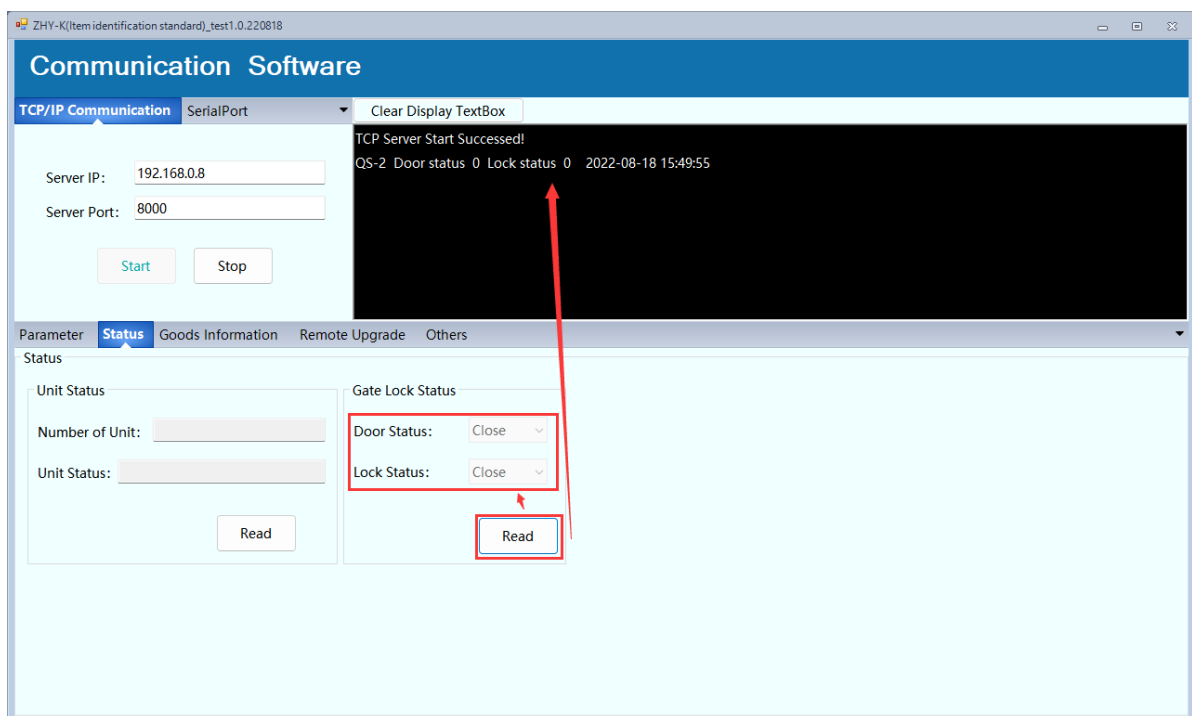 ZHY-K(Item identification standard)_test1.0.220818
Communication Software
TCP/IP Communication SerialPort Clear Display TextBox
TCP Server Start Successed!
QS-2 Door status 0 Lock status 0 2022-08-18 15:49:55
Server IP: 192.168.0.8
Server Port: 8000
Start Stop
Parameter Status Goods Information Remote Upgrade Others
Status
Unit Status
Number of Unit:
Unit Status:
Read
Gate Lock Status
Door Status: Close
Lock Status: Close
Read